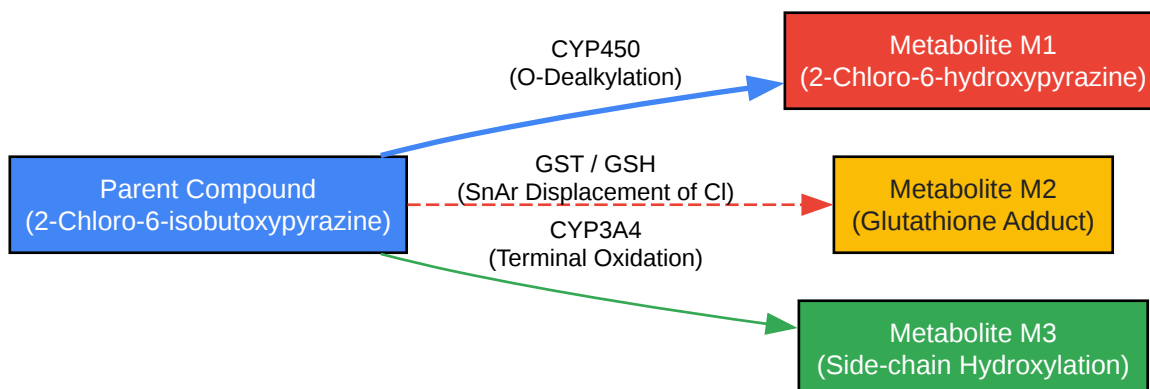 CYP450
(O-Dealkylation)
Metabolite M1
(2-Chloro-6-hydroxypyrazine)
Parent Compound
(2-Chloro-6-isobutoxypyrazine)
GST / GSH
(SnAr Displacement of Cl)
Metabolite M2
(Glutathione Adduct)
CYP3A4
(Terminal Oxidation)
Metabolite M3
(Side-chain Hydroxylation)